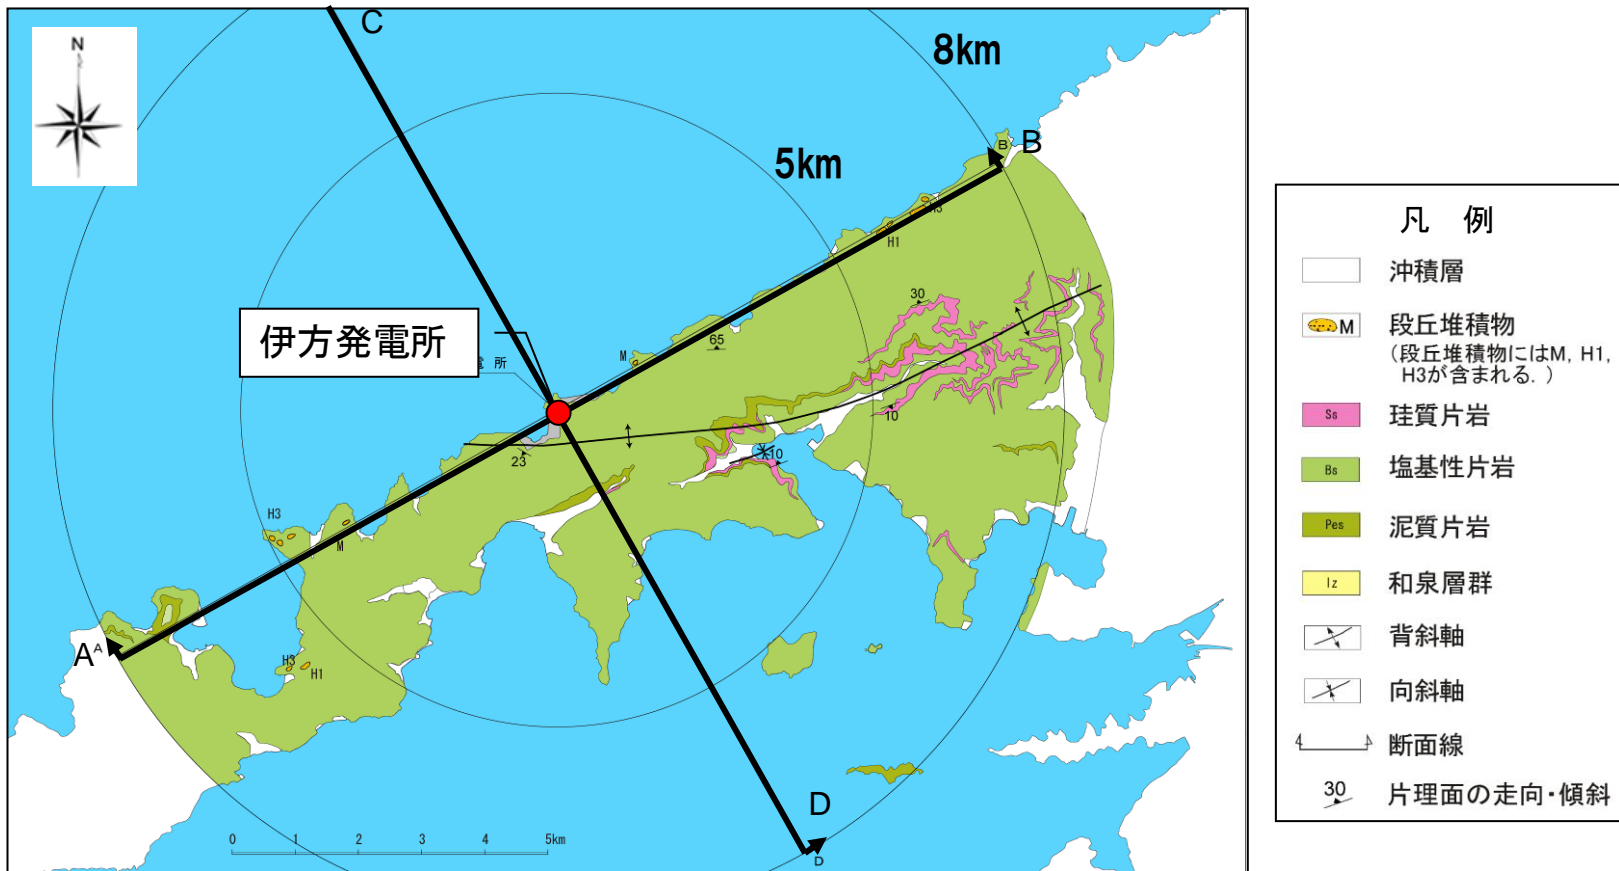 C
N
8km
5km
B
B
H3
H1
30
伊方発電所
電所
65
M
10
23
10
H3
M
A
A
H3
H1
D
D
0 1 2 3 4 5km
凡 例
沖積層
M 段丘堆積物
(段丘堆積物にはM, H1,
H3が含まれる.)
Ss 珪質片岩
Bs 塩基性片岩
Pes 泥質片岩
Iz 和泉層群
背斜軸
向斜軸
断面線
30 片理面の走向・傾斜